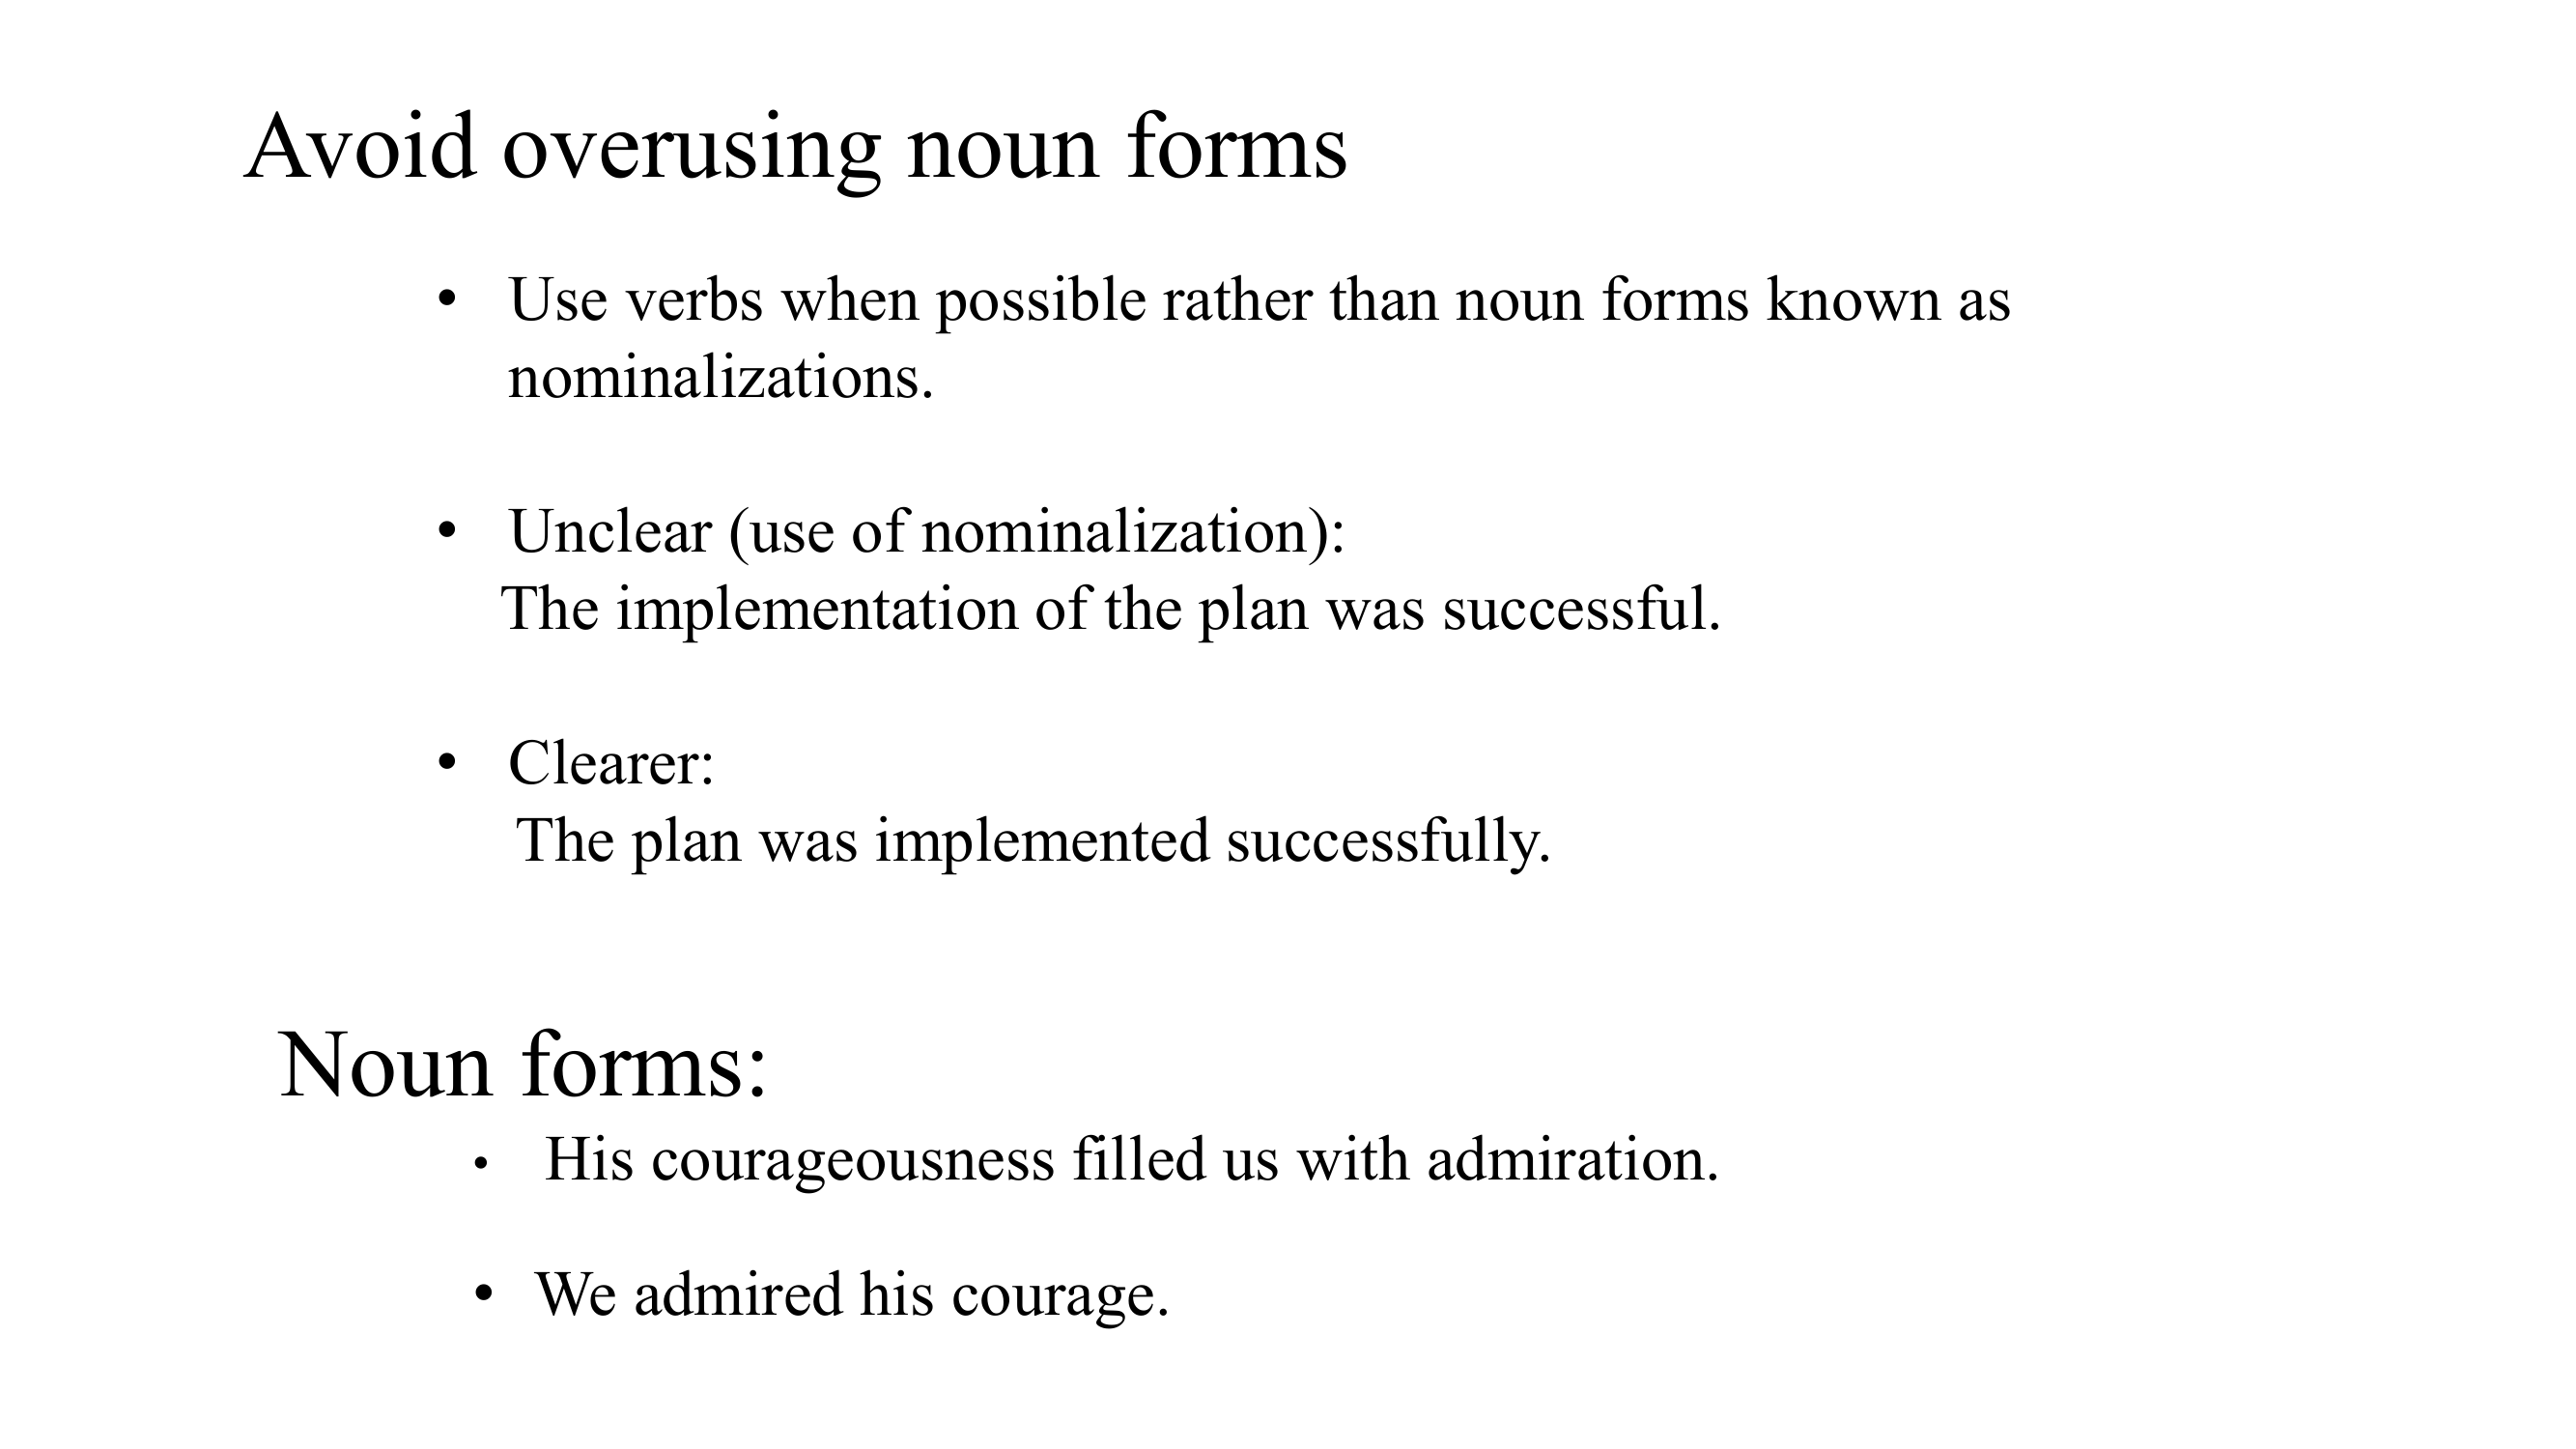 Avoid overusing noun forms
• Use verbs when possible rather than noun forms known as
nominalizations.
• Unclear (use of nominalization):
The implementation of the plan was successful.
• Clearer:
The plan was implemented successfully.
Noun forms:
• His courageousness filled us with admiration.
• We admired his courage.